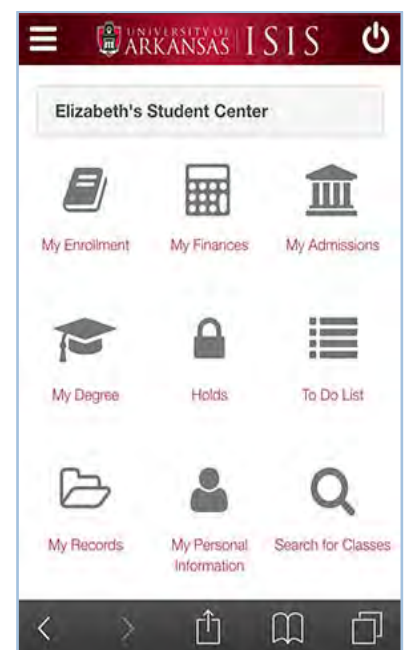 UNIVERSITY OF
ARKANSAS ISIS
Elizabeth's Student Center
My Enrollment My Finances My Admissions
My Degree Holds To Do List
My Records My Personal Information Search for Classes